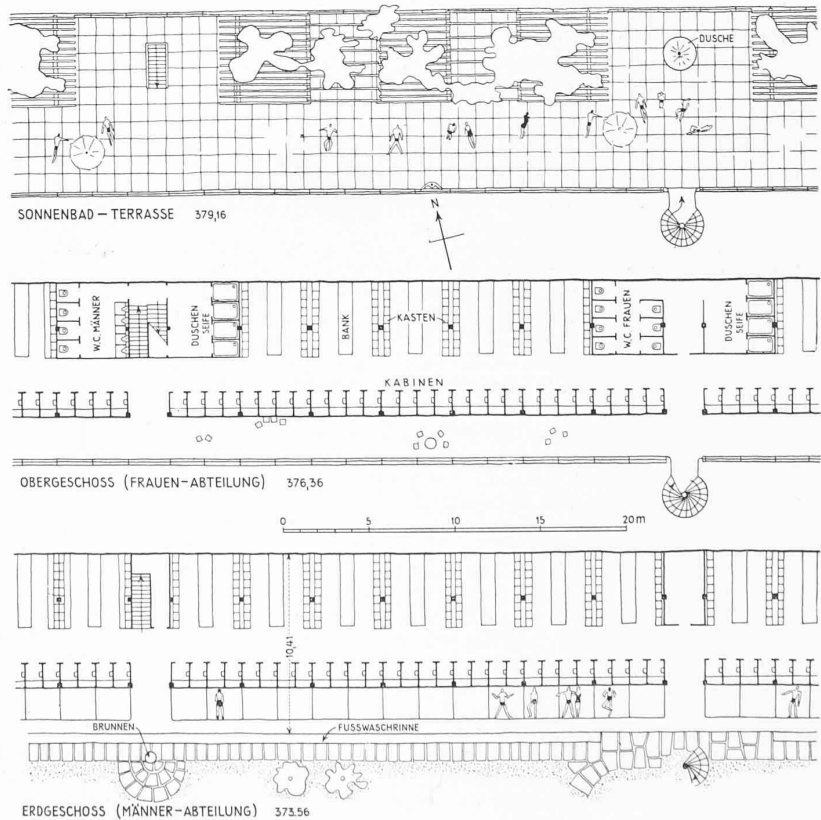 DUSCHE
SONNENBAD – TERRASSE 379,16
N
W.C. MÄNNER
DUSCHEN
SEIFE
BANK
KASTEN
W.C. FRAUEN
DUSCHEN
SEIFE
KABINEN
OBERGESCHOSS (FRAUEN-ABTEILUNG) 376,36
0 5 10 15 20 m
10,41
BRUNNEN
FUSSWASCHRINNE
ERDGESCHOSS (MÄNNER-ABTEILUNG) 373.56